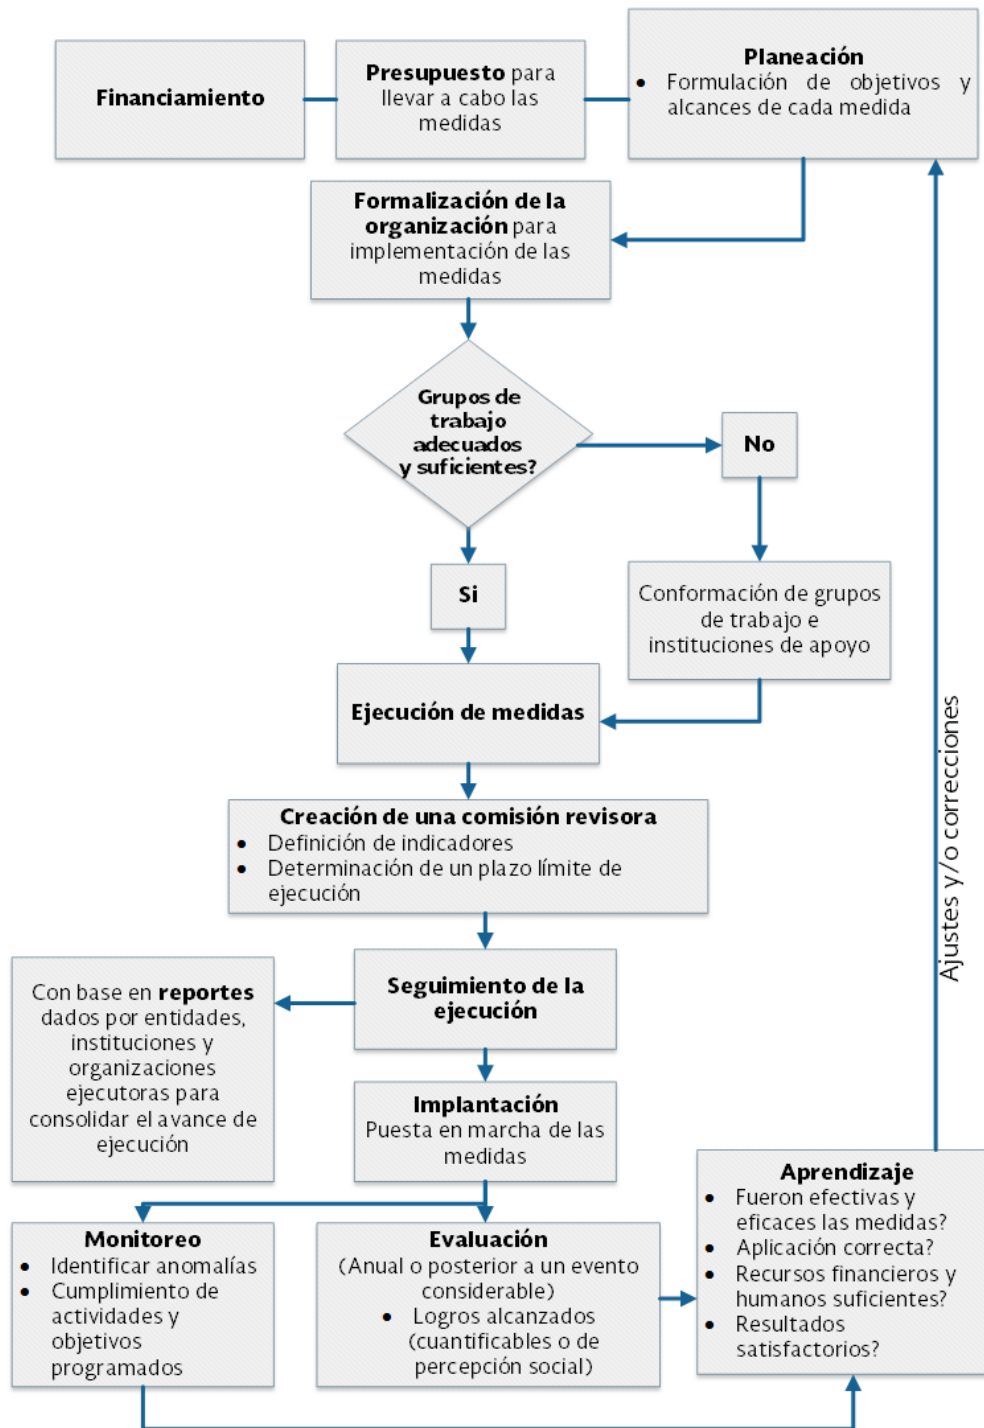 Financiamiento
Presupuesto para
llevar a cabo las
medidas
Planeación
• Formulación de objetivos y
alcances de cada medida
Formalización de la
organización para
implementación de las
medidas
Grupos de
trabajo
adecuados
y suficientes?
No
Si
Conformación de grupos
de trabajo e
instituciones de apoyo
Ejecución de medidas
Creación de una comisión revisora
• Definición de indicadores
• Determinación de un plazo límite de
ejecución
Seguimiento de la
ejecución
Con base en reportes
dados por entidades,
instituciones y
organizaciones
ejecutoras para
consolidar el avance de
ejecución
Implantación
Puesta en marcha de las
medidas
Monitoreo
• Identificar anomalías
• Cumplimiento de
actividades y
objetivos
programados
Evaluación
(Anual o posterior a un evento
considerable)
• Logros alcanzados
(cuantificables o de
percepción social)
Aprendizaje
• Fueron efectivas y
eficaces las medidas?
• Aplicación correcta?
• Recursos financieros y
humanos suficientes?
• Resultados
satisfactorios?
Ajustes y/o correcciones